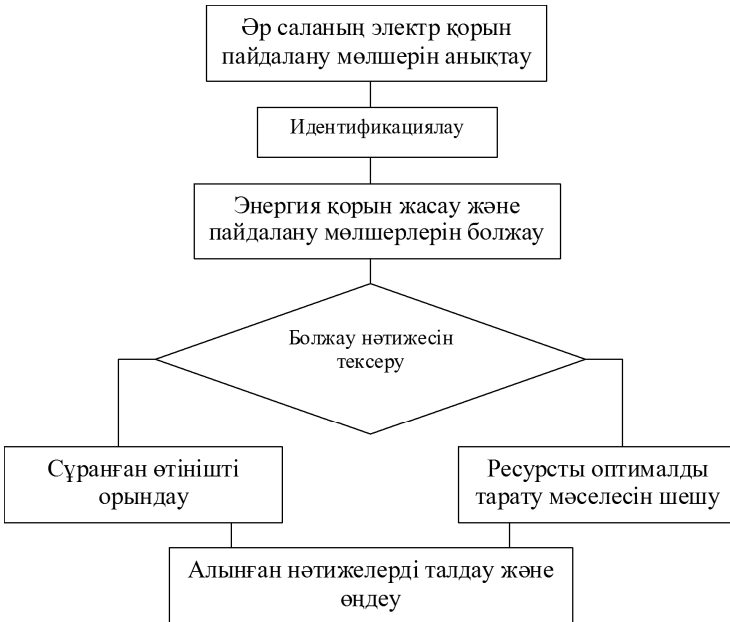 Әр саланың электр қорын
пайдалану мөлшерін анықтау
Идентификациялау
Энергия қорын жасау және
пайдалану мөлшерлерін болжау
Болжау нәтижесін
тексеру
Сұранған өтінішті
орындау
Ресурсты оптималды
тарату мәселесін шешу
Алынған нәтижелерді талдау және
өңдеу